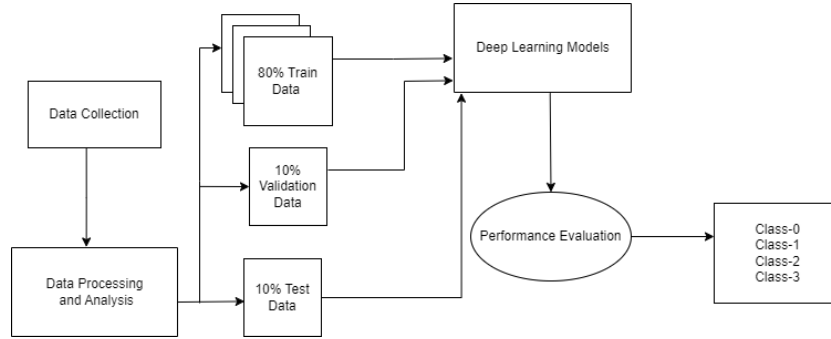 Data Collection
Data Processing
and Analysis
80% Train
Data
10%
Validation
Data
10% Test
Data
Deep Learning Models
Performance Evaluation
Class-0
Class-1
Class-2
Class-3